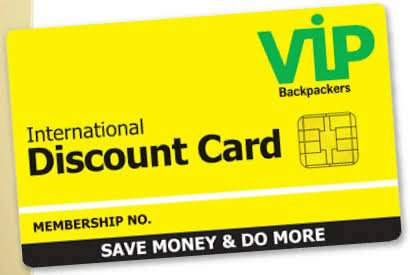 ViP
Backpackers
International
Discount Card
MEMBERSHIP NO.
SAVE MONEY & DO MORE